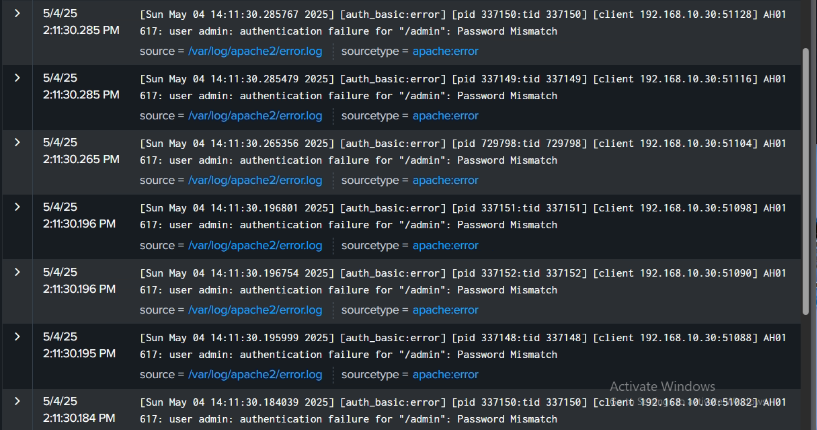 5/4/25
2:11:30.285 PM
[Sun May 04 14:11:30.285767 2025] [auth_basic:error] [pid 337150:tid 337150] [client 192.168.10.30:51128] AH01
617: user admin: authentication failure for "/admin": Password Mismatch
source = /var/log/apache2/error.log sourcetype = apache:error
5/4/25
2:11:30.285 PM
[Sun May 04 14:11:30.285479 2025] [auth_basic:error] [pid 337149:tid 337149] [client 192.168.10.30:51116] AH01
617: user admin: authentication failure for "/admin": Password Mismatch
source = /var/log/apache2/error.log sourcetype = apache:error
5/4/25
2:11:30.265 PM
[Sun May 04 14:11:30.265356 2025] [auth_basic:error] [pid 729798:tid 729798] [client 192.168.10.30:51104] AH01
617: user admin: authentication failure for "/admin": Password Mismatch
source = /var/log/apache2/error.log sourcetype = apache:error
5/4/25
2:11:30.196 PM
[Sun May 04 14:11:30.196801 2025] [auth_basic:error] [pid 337151:tid 337151] [client 192.168.10.30:51098] AH01
617: user admin: authentication failure for "/admin": Password Mismatch
source = /var/log/apache2/error.log sourcetype = apache:error
5/4/25
2:11:30.196 PM
[Sun May 04 14:11:30.196754 2025] [auth_basic:error] [pid 337152:tid 337152] [client 192.168.10.30:51090] AH01
617: user admin: authentication failure for "/admin": Password Mismatch
source = /var/log/apache2/error.log sourcetype = apache:error
5/4/25
2:11:30.195 PM
[Sun May 04 14:11:30.195999 2025] [auth_basic:error] [pid 337148:tid 337148] [client 192.168.10.30:51088] AH01
617: user admin: authentication failure for "/admin": Password Mismatch
source = /var/log/apache2/error.log sourcetype = apache:error
Activate Windows
5/4/25
2:11:30.184 PM
[Sun May 04 14:11:30.184039 2025] [auth_basic:error] [pid 337150:tid 337150] [client 192.168.10.30:51082] AH01
617: user admin: authentication failure for "/admin": Password Mismatch